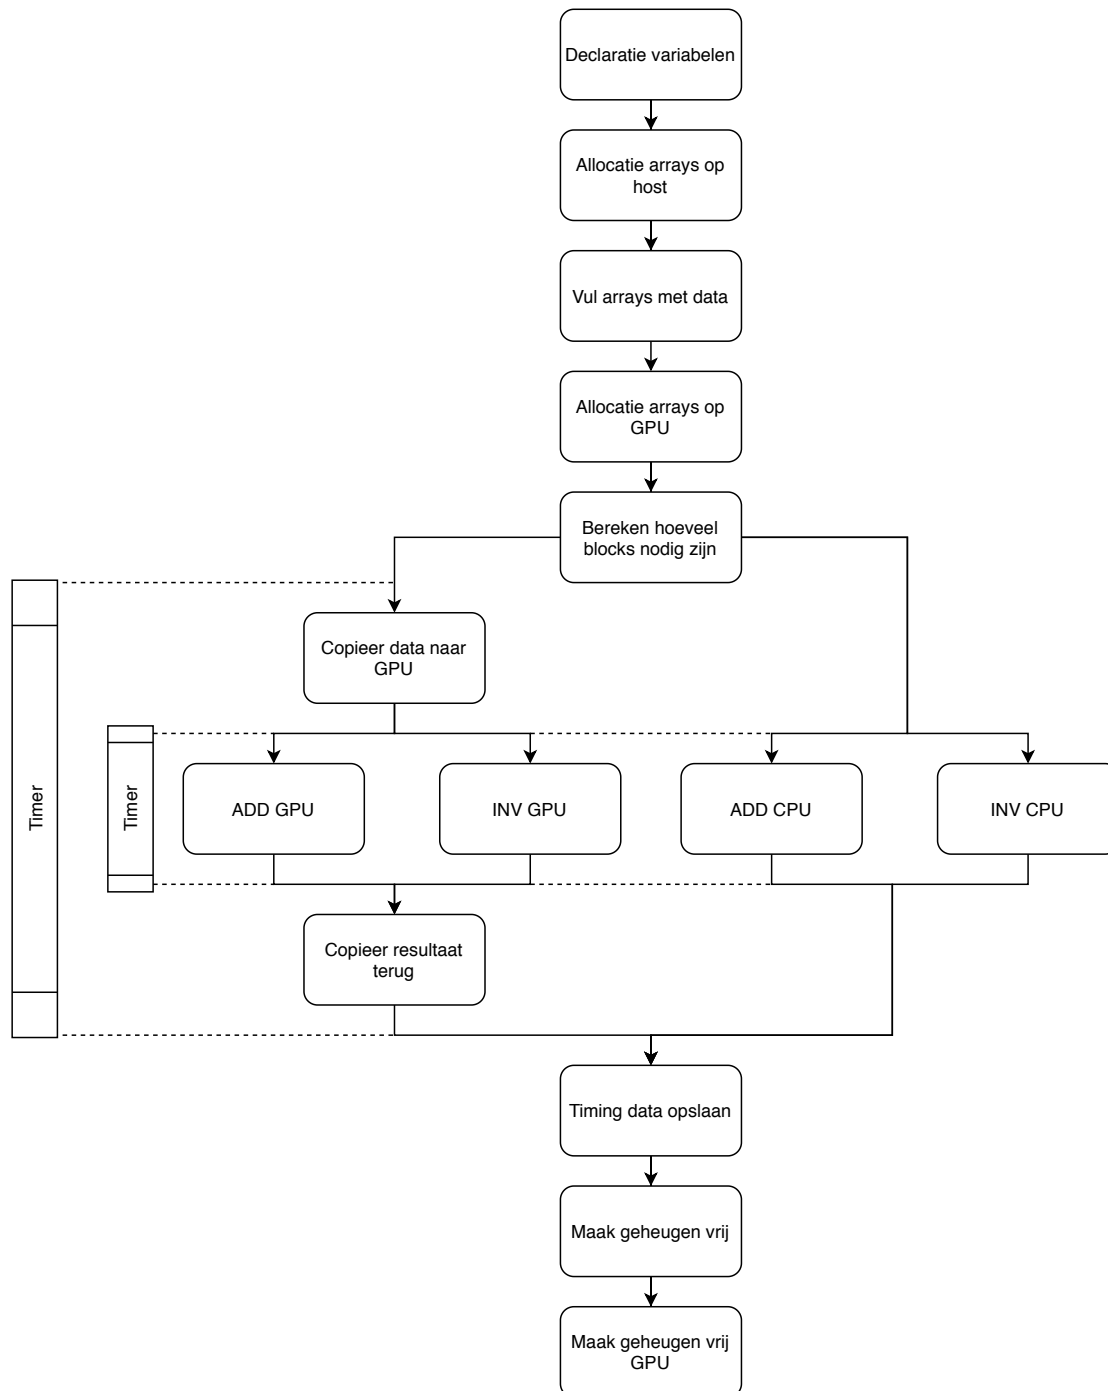 Declaratie variabelen
Allocatie arrays op
host
Vul arrays met data
Allocatie arrays op
GPU
Bereken hoeveel
blocks nodig zijn
Copieer data naar
GPU
Timer
Timer
ADD GPU
INV GPU
ADD CPU
INV CPU
Copieer resultaat
terug
Timing data opslaan
Maak geheugen vrij
Maak geheugen vrij
GPU